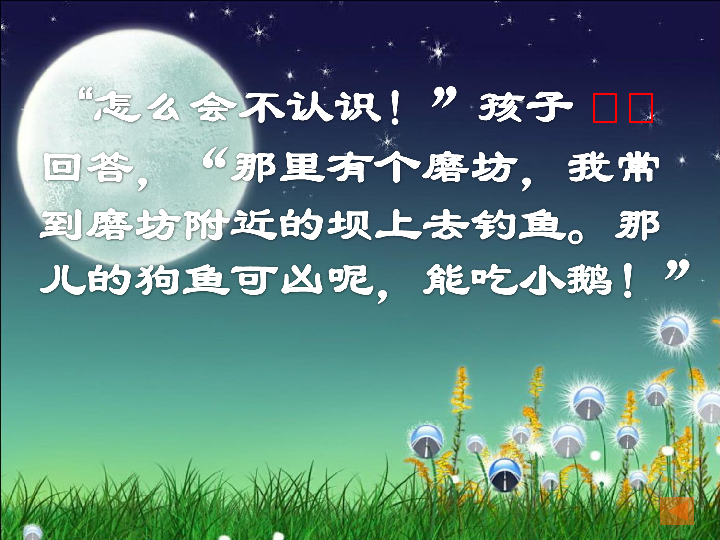 “怎么会不认识！”孩子 □□
回答，“那里有个磨坊，我常
到磨坊附近的坝上去钓鱼。那
儿的狗鱼可凶呢，能吃小鹅！”